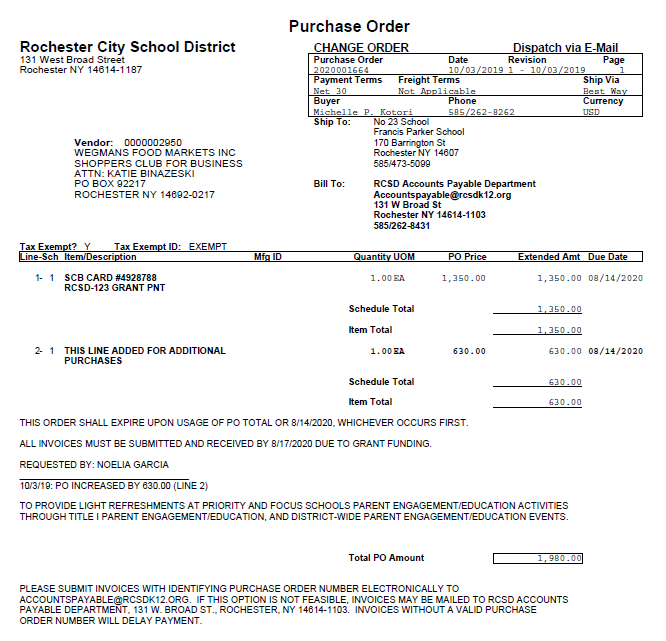 Purchase Order
Rochester City School District
131 West Broad Street
Rochester NY 14614-1187
CHANGE ORDER Dispatch via E-Mail
Purchase Order Date Revision Page
2020001664 10/03/2019 1 - 10/03/2019 1
Payment Terms Freight Terms Ship Via
Net 30 Not Applicable Best Way
Buyer Phone Currency
Michelle P. Kotori 585/262-8262 USD
Ship To: No 23 School
Francis Parker School
170 Barrington St
Rochester NY 14607
585/473-5099
Vendor: 0000002950
WEGMANS FOOD MARKETS INC
SHOPPERS CLUB FOR BUSINESS
ATTN: KATIE BINAZESKI
PO BOX 92217
ROCHESTER NY 14692-0217
Bill To: RCSD Accounts Payable Department
Accountspayable@rcsdk12.org
131 W Broad St
Rochester NY 14614-1103
585/262-8431
Tax Exempt? Y Tax Exempt ID: EXEMPT
Line-Sch Item/Description Mfg ID Quantity UOM PO Price Extended Amt Due Date
1- 1 SCB CARD #4928788 1.00 EA 1,350.00 1,350.00 08/14/2020
RCSD-123 GRANT PNT
Schedule Total 1,350.00
Item Total 1,350.00
2- 1 THIS LINE ADDED FOR ADDITIONAL 1.00 EA 630.00 630.00 08/14/2020
PURCHASES
Schedule Total 630.00
Item Total 630.00
THIS ORDER SHALL EXPIRE UPON USAGE OF PO TOTAL OR 8/14/2020, WHICHEVER OCCURS FIRST.
ALL INVOICES MUST BE SUBMITTED AND RECEIVED BY 8/17/2020 DUE TO GRANT FUNDING.
REQUESTED BY: NOELIA GARCIA
10/3/19: PO INCREASED BY 630.00 (LINE 2)
TO PROVIDE LIGHT REFRESHMENTS AT PRIORITY AND FOCUS SCHOOLS PARENT ENGAGEMENT/EDUCATION ACTIVITIES
THROUGH TITLE I PARENT ENGAGEMENT/EDUCATION, AND DISTRICT-WIDE PARENT ENGAGEMENT/EDUCATION EVENTS.
Total PO Amount 1,980.00
PLEASE SUBMIT INVOICES WITH IDENTIFYING PURCHASE ORDER NUMBER ELECTRONICALLY TO
ACCOUNTSPAYABLE@RCSDK12.ORG. IF THIS OPTION IS NOT FEASIBLE, INVOICES MAY BE MAILED TO RCSD ACCOUNTS
PAYABLE DEPARTMENT, 131 W. BROAD ST., ROCHESTER, NY 14614-1103. INVOICES WITHOUT A VALID PURCHASE
ORDER NUMBER WILL DELAY PAYMENT.